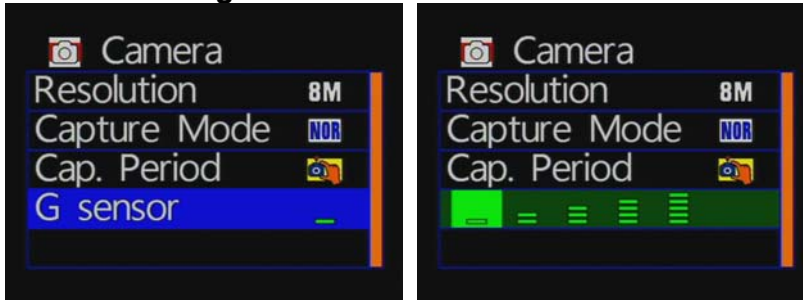 Camera
Resolution 8M
Capture Mode NOR
Cap. Period
G sensor
Camera
Resolution 8M
Capture Mode NOR
Cap. Period